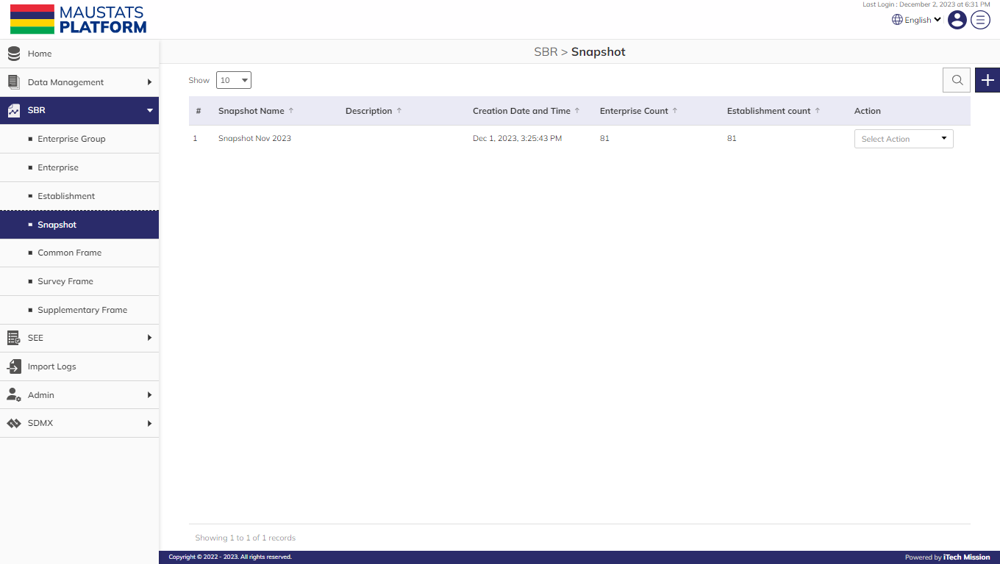 MAUSTATS
PLATFORM
Last Login : December 2, 2023 at 6:31 PM
English
Home
Data Management
SBR
Enterprise Group
Enterprise
Establishment
Snapshot
Common Frame
Survey Frame
Supplementary Frame
SEE
Import Logs
Admin
SDMX
SBR > Snapshot
Show 10
# Snapshot Name ↑ Description ↑ Creation Date and Time ↑ Enterprise Count ↑ Establishment count ↑ Action
1 Snapshot Nov 2023 Dec 1, 2023, 3:25:43 PM 81 81 Select Action
Showing 1 to 1 of 1 records
Copyright © 2022 - 2023. All rights reserved. Powered by iTech Mission